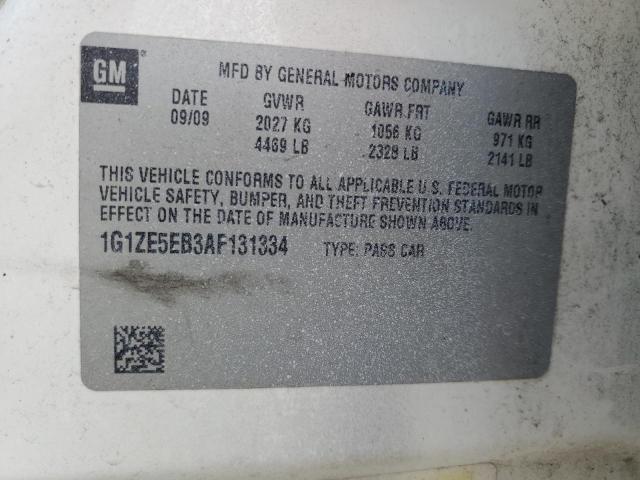 GM
MFD BY GENERAL MOTORS COMPANY
DATE GVWR GAWR FRT GAWR RR
09/09 2027 KG 1056 KG 971 KG
4469 LB 2328 LB 2141 LB
THIS VEHICLE CONFORMS TO ALL APPLICABLE U.S. FEDERAL MOTOR
VEHICLE SAFETY, BUMPER, AND THEFT PREVENTION STANDARDS IN
EFFECT ON THE DATE OF MANUFACTURE SHOWN ABOVE.
1G1ZE5EB3AF131334 TYPE: PASS CAR